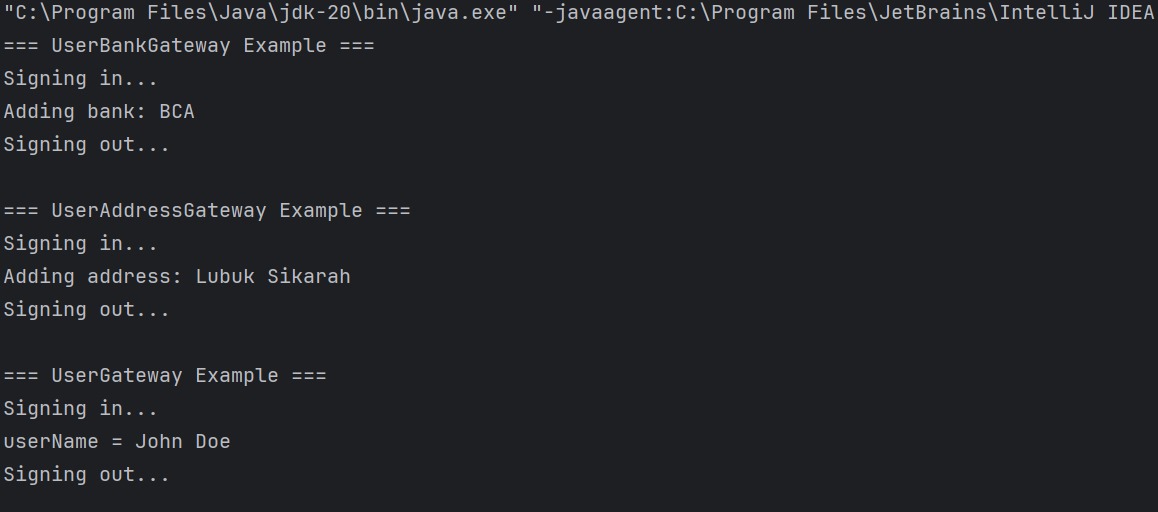 "C:\Program Files\Java\jdk-20\bin\java.exe" "-javaagent:C:\Program Files\JetBrains\IntelliJ IDEA
=== UserBankGateway Example ===
Signing in...
Adding bank: BCA
Signing out...
=== UserAddressGateway Example ===
Signing in...
Adding address: Lubuk Sikarah
Signing out...
=== UserGateway Example ===
Signing in...
userName = John Doe
Signing out...